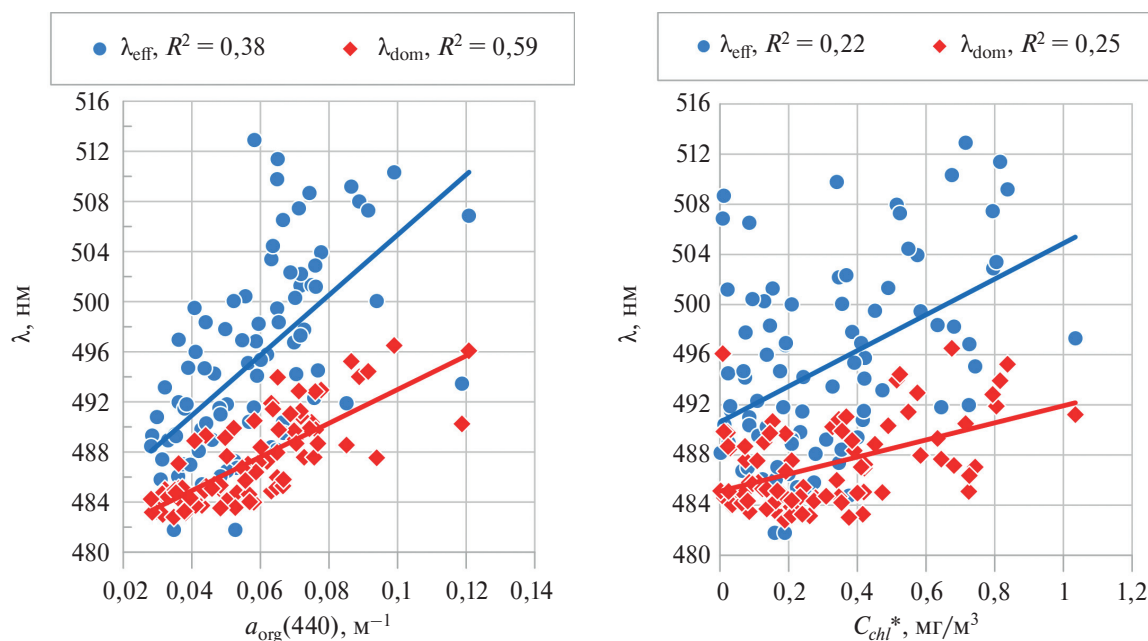 λeff, R² = 0,38 λdom, R² = 0,59
516
512
508
504
500
496
492
488
484
480
λ, нм
0,02 0,04 0,06 0,08 0,1 0,12 0,14
aorg(440), м⁻¹
λeff, R² = 0,22 λdom, R² = 0,25
516
512
508
504
500
496
492
488
484
480
λ, нм
0 0,2 0,4 0,6 0,8 1 1,2
Cchl*, мг/м³